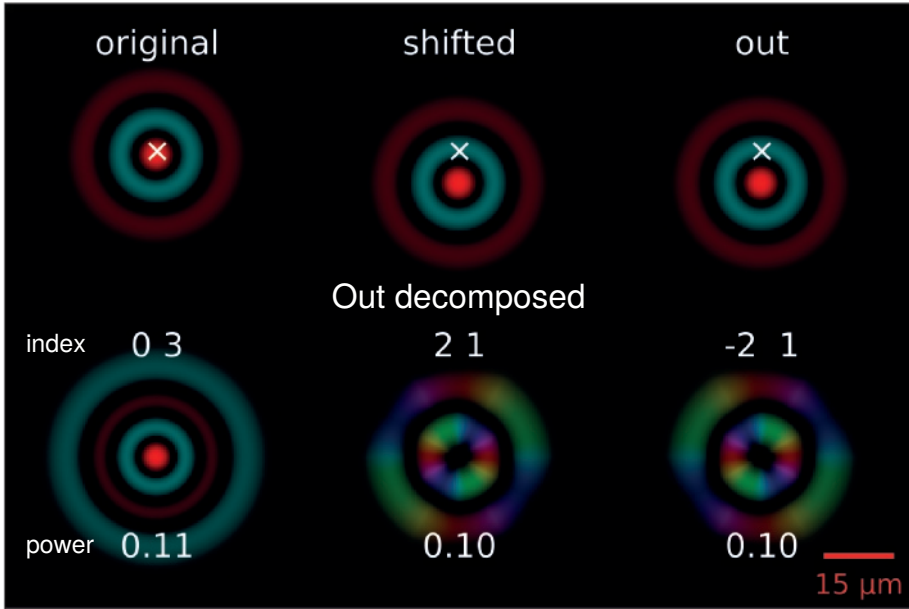 original shifted out
Out decomposed
index 0 3 2 1 -2 1
power 0.11 0.10 0.10
15 μm